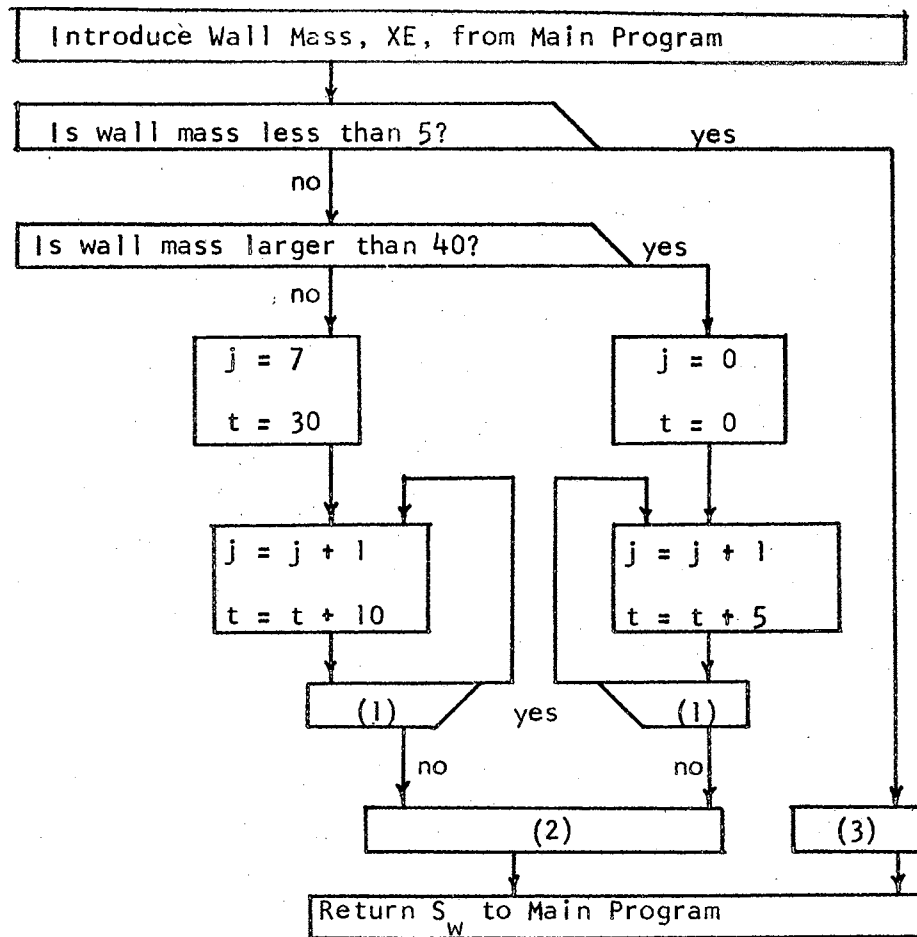 Introduce Wall Mass, XE, from Main Program
Is wall mass less than 5?
yes
no
Is wall mass larger than 40?
yes
no
j = 7
t = 30
j = 0
t = 0
j = j + 1
t = t + 10
j = j + 1
t = t + 5
(1)
yes
(1)
no
no
(2)
(3)
Return S_w to Main Program